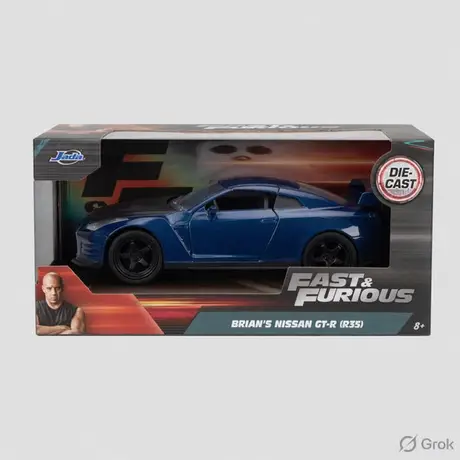 Jada
DIE-
CAST
F
&
FAST &
FURIOUS
BRIAN'S NISSAN GT-R (R35)
8+
Grok